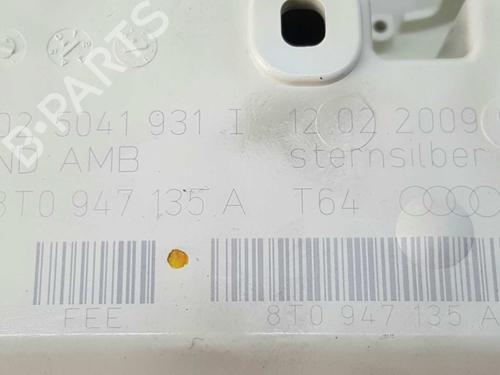 B-PARTS
02 5041 931 I 12.02.2009
ND AMB sternsilber
8T0 947 135 A T64
FEE 8T0 947 135 A